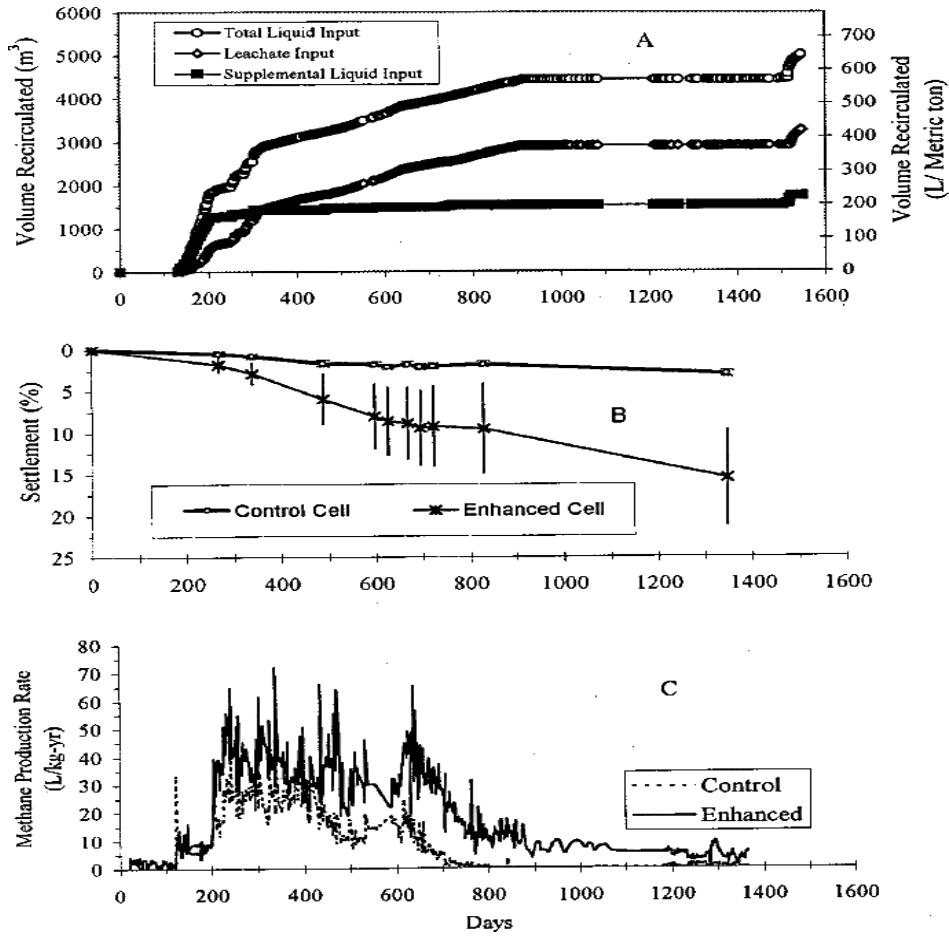 6000
5000
4000
3000
2000
1000
0
Volume Recirculated (m³)
Total Liquid Input
Leachate Input
Supplemental Liquid Input
A
700
600
500
400
300
200
100
0
Volume Recirculated
(L/ Metric ton)
0 200 400 600 800 1000 1200 1400 1600
0
5
10
15
20
25
Settlement (%)
B
Control Cell
Enhanced Cell
0 200 400 600 800 1000 1200 1400 1600
80
70
60
50
40
30
20
10
0
Methane Production Rate
(L/kg-yr)
C
Control
Enhanced
0 200 400 600 800 1000 1200 1400 1600
Days